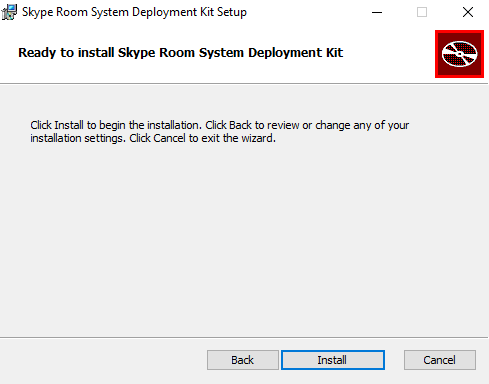 Skype Room System Deployment Kit Setup
Ready to install Skype Room System Deployment Kit
Click Install to begin the installation. Click Back to review or change any of your
installation settings. Click Cancel to exit the wizard.
Back Install Cancel